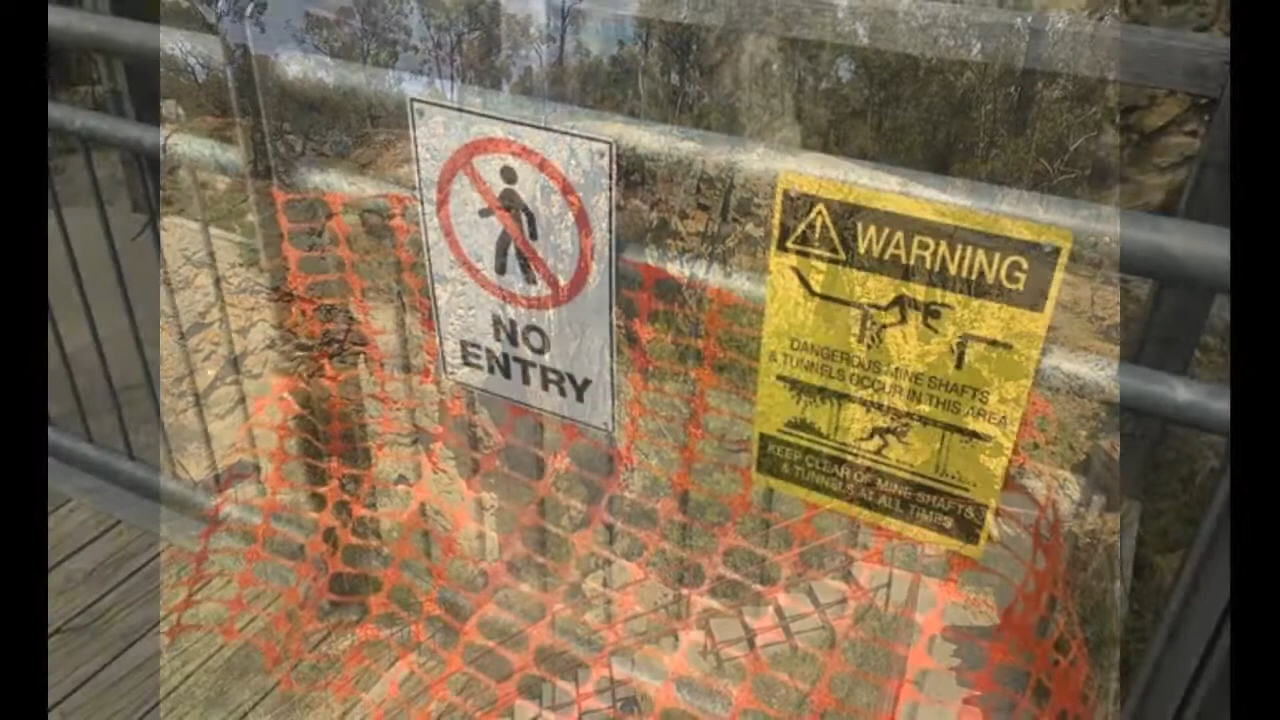 NO
ENTRY
WARNING
DANGEROUS MINE SHAFTS
& TUNNELS OCCUR IN THIS AREA
KEEP CLEAR OF MINE SHAFTS
& TUNNELS AT ALL TIMES